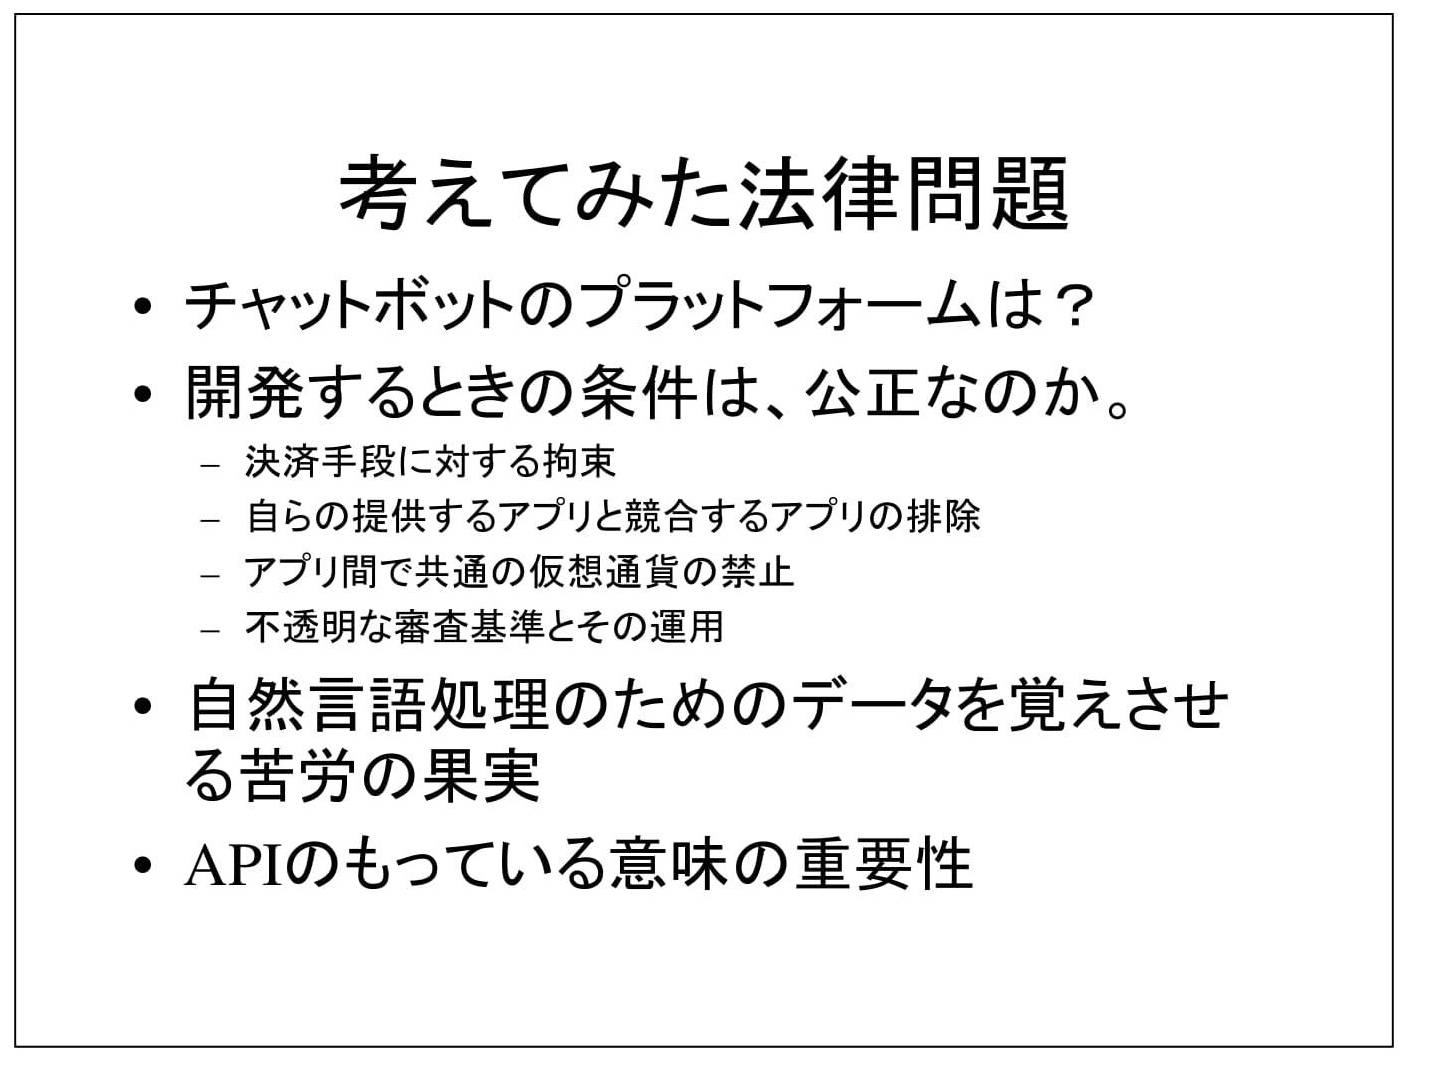 考えてみた法律問題
• チャットボットのプラットフォームは？
• 開発するときの条件は、公正なのか。
– 決済手段に対する拘束
– 自らの提供するアプリと競合するアプリの排除
– アプリ間で共通の仮想通貨の禁止
– 不透明な審査基準とその運用
• 自然言語処理のためのデータを覚えさせ
る苦労の果実
• APIのもっている意味の重要性